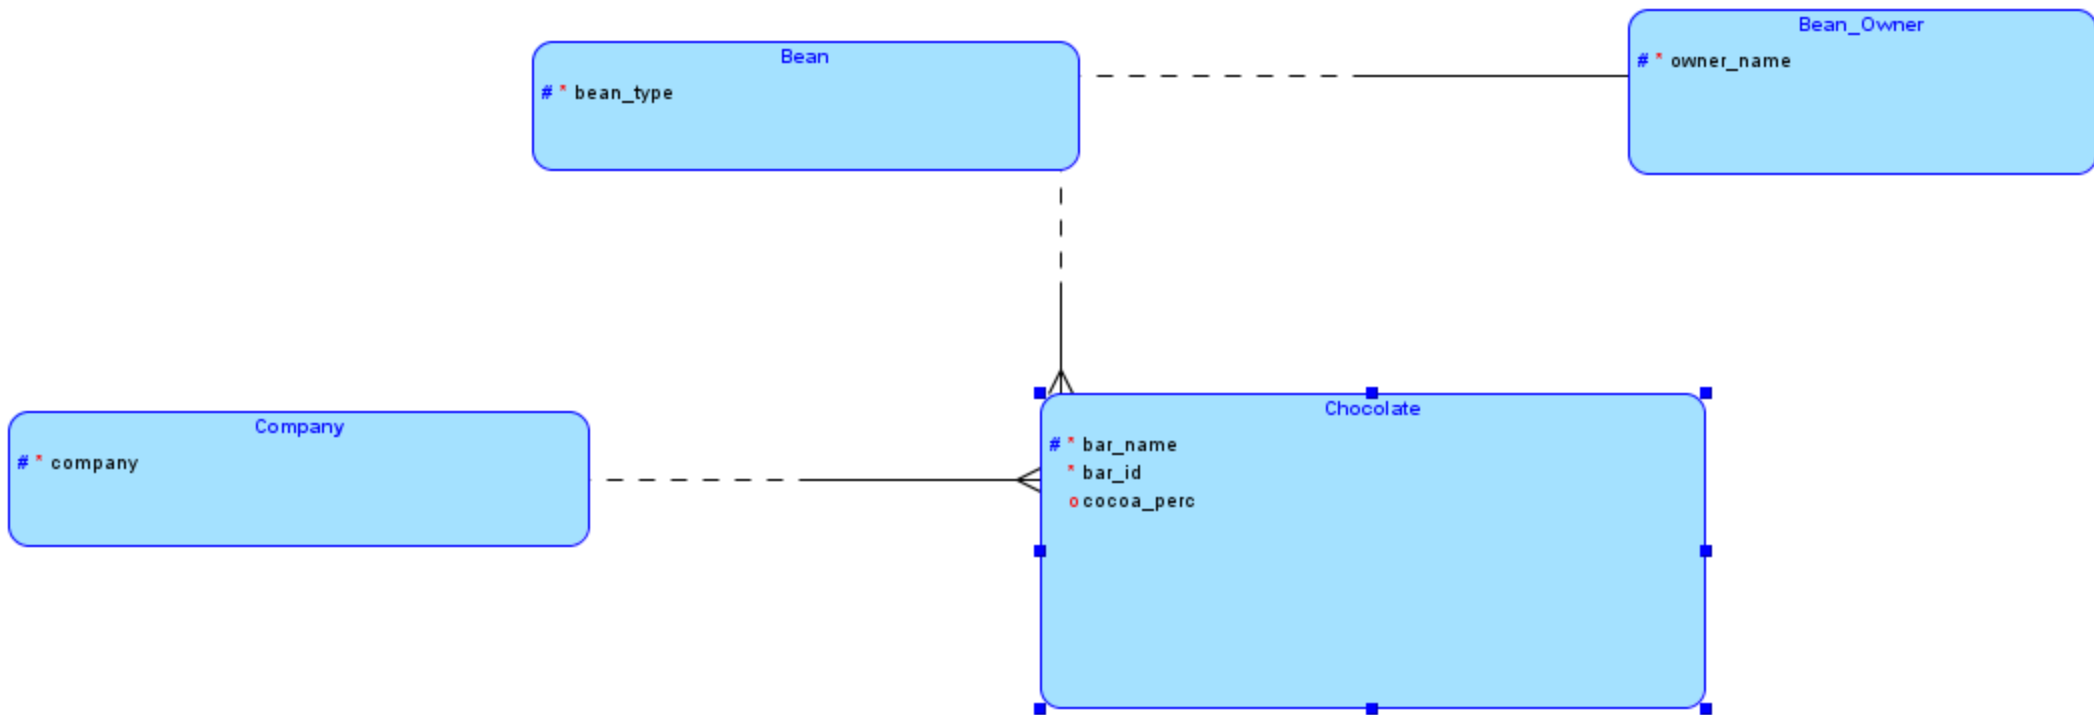 Bean
# * bean_type
Bean_Owner
# * owner_name
Company
# * company
Chocolate
# * bar_name
* bar_id
o cocoa_perc